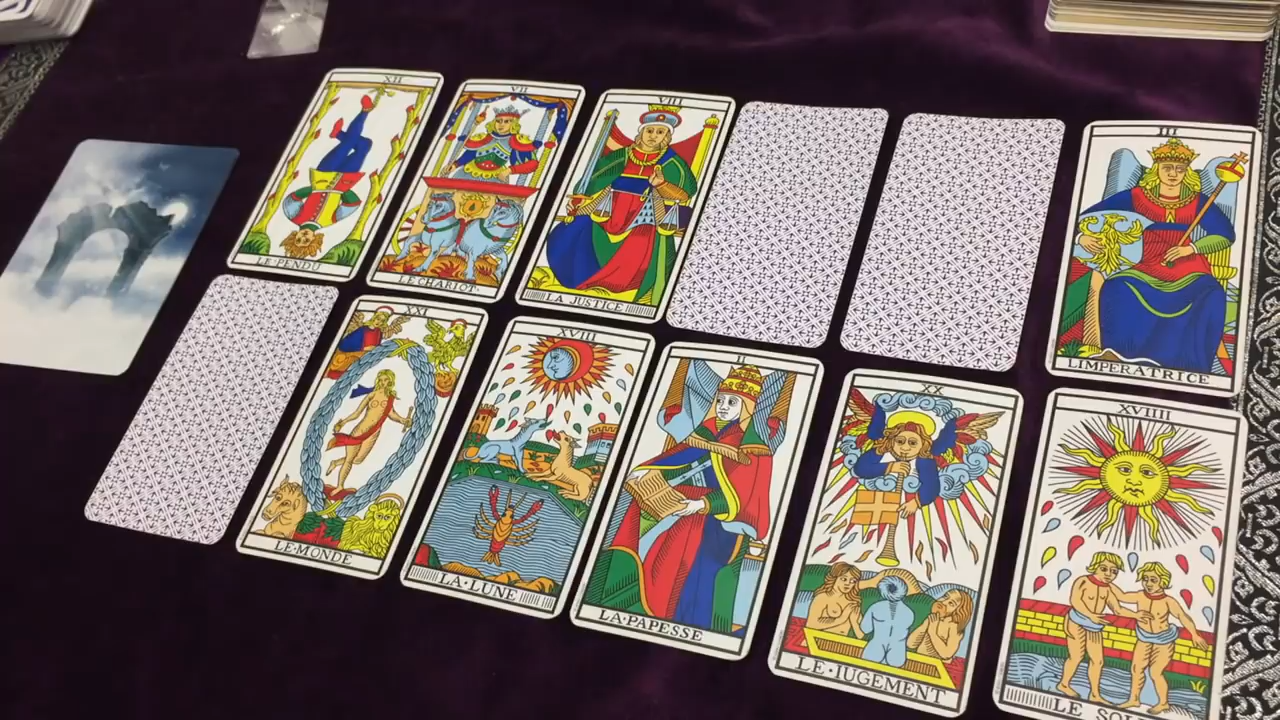 XII
LE·PENDU
VII
LE·CHARIOT
VIII
LA JUSTICE
III
L'IMPERATRICE
XXI
LE·MONDE
XVIII
LA·LUNE
II
LA·PAPESSE
XX
LE·JUGEMENT
XVIIII
LE